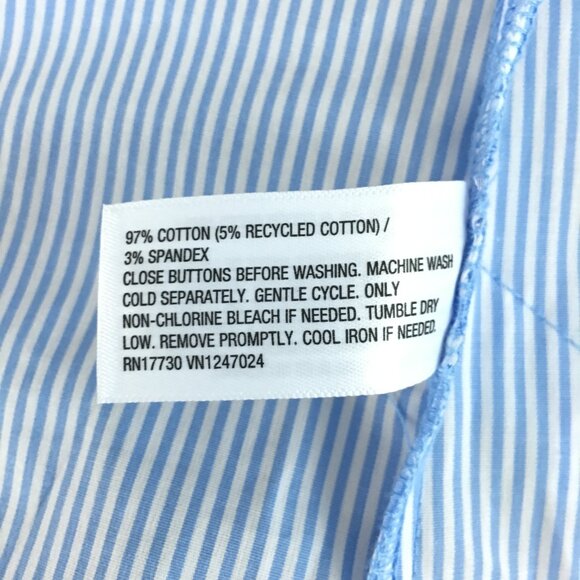 97% COTTON (5% RECYCLED COTTON) /
3% SPANDEX
CLOSE BUTTONS BEFORE WASHING. MACHINE WASH
COLD SEPARATELY. GENTLE CYCLE. ONLY
NON-CHLORINE BLEACH IF NEEDED. TUMBLE DRY
LOW. REMOVE PROMPTLY. COOL IRON IF NEEDED.
RN17730 VN1247024